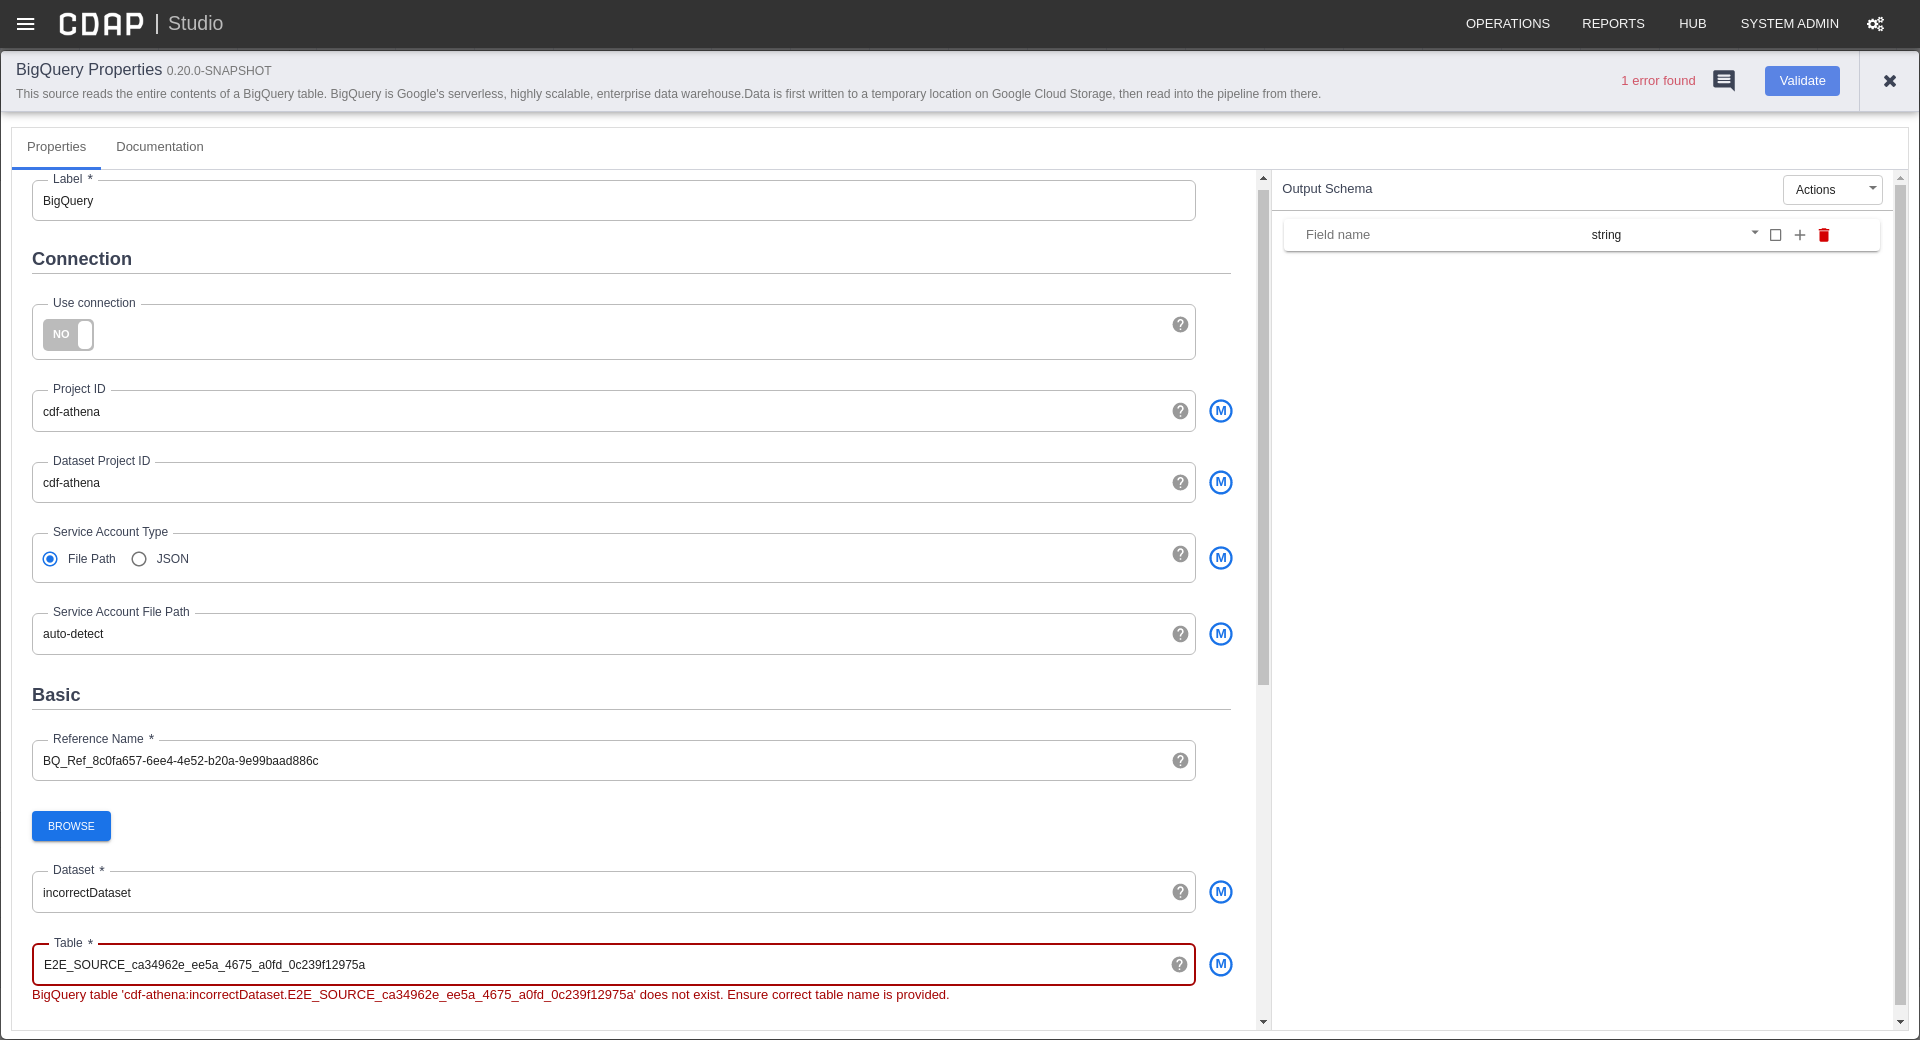 CDAP | Studio
OPERATIONS REPORTS HUB SYSTEM ADMIN
BigQuery Properties 0.20.0-SNAPSHOT
This source reads the entire contents of a BigQuery table. BigQuery is Google's serverless, highly scalable, enterprise data warehouse.Data is first written to a temporary location on Google Cloud Storage, then read into the pipeline from there.
1 error found
Validate
Properties Documentation
Label *
BigQuery
Connection
Use connection
NO
Project ID
cdf-athena
M
Dataset Project ID
cdf-athena
M
Service Account Type
File Path JSON
M
Service Account File Path
auto-detect
M
Basic
Reference Name *
BQ_Ref_8c0fa657-6ee4-4e52-b20a-9e99baad886c
BROWSE
Dataset *
incorrectDataset
M
Table *
E2E_SOURCE_ca34962e_ee5a_4675_a0fd_0c239f12975a
M
BigQuery table 'cdf-athena:incorrectDataset.E2E_SOURCE_ca34962e_ee5a_4675_a0fd_0c239f12975a' does not exist. Ensure correct table name is provided.
Output Schema
Actions
Field name string